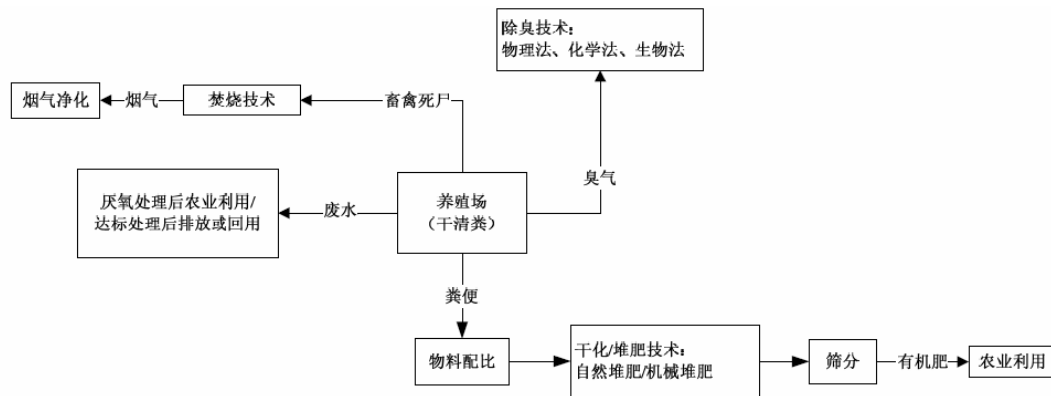 除臭技术：
物理法、化学法、生物法
烟气净化
烟气
焚烧技术
畜禽死尸
臭气
厌氧处理后农业利用/
达标处理后排放或回用
废水
养殖场
（干清粪）
粪便
物料配比
干化/堆肥技术：
自然堆肥/机械堆肥
筛分
有机肥
农业利用